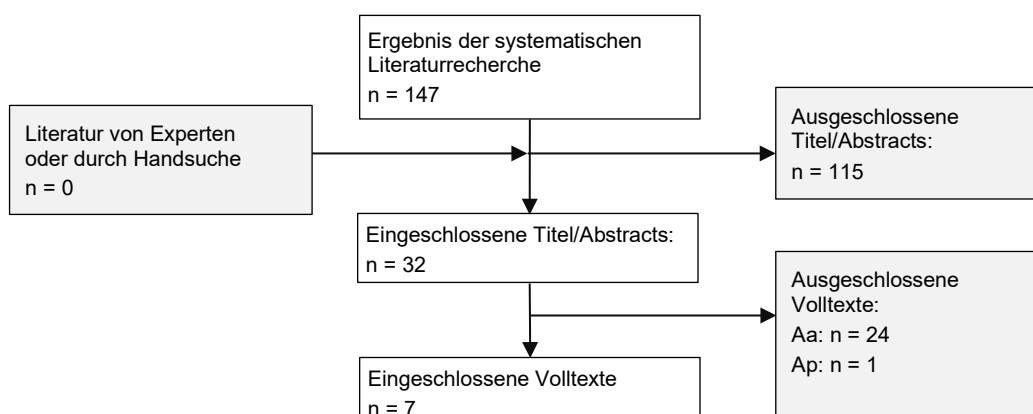 Ergebnis der systematischen
Literaturrecherche
n = 147
Literatur von Experten
oder durch Handsuche
n = 0
Ausgeschlossene
Titel/Abstracts:
n = 115
Eingeschlossene Titel/Abstracts:
n = 32
Ausgeschlossene
Volltexte:
Aa: n = 24
Ap: n = 1
Eingeschlossene Volltexte
n = 7